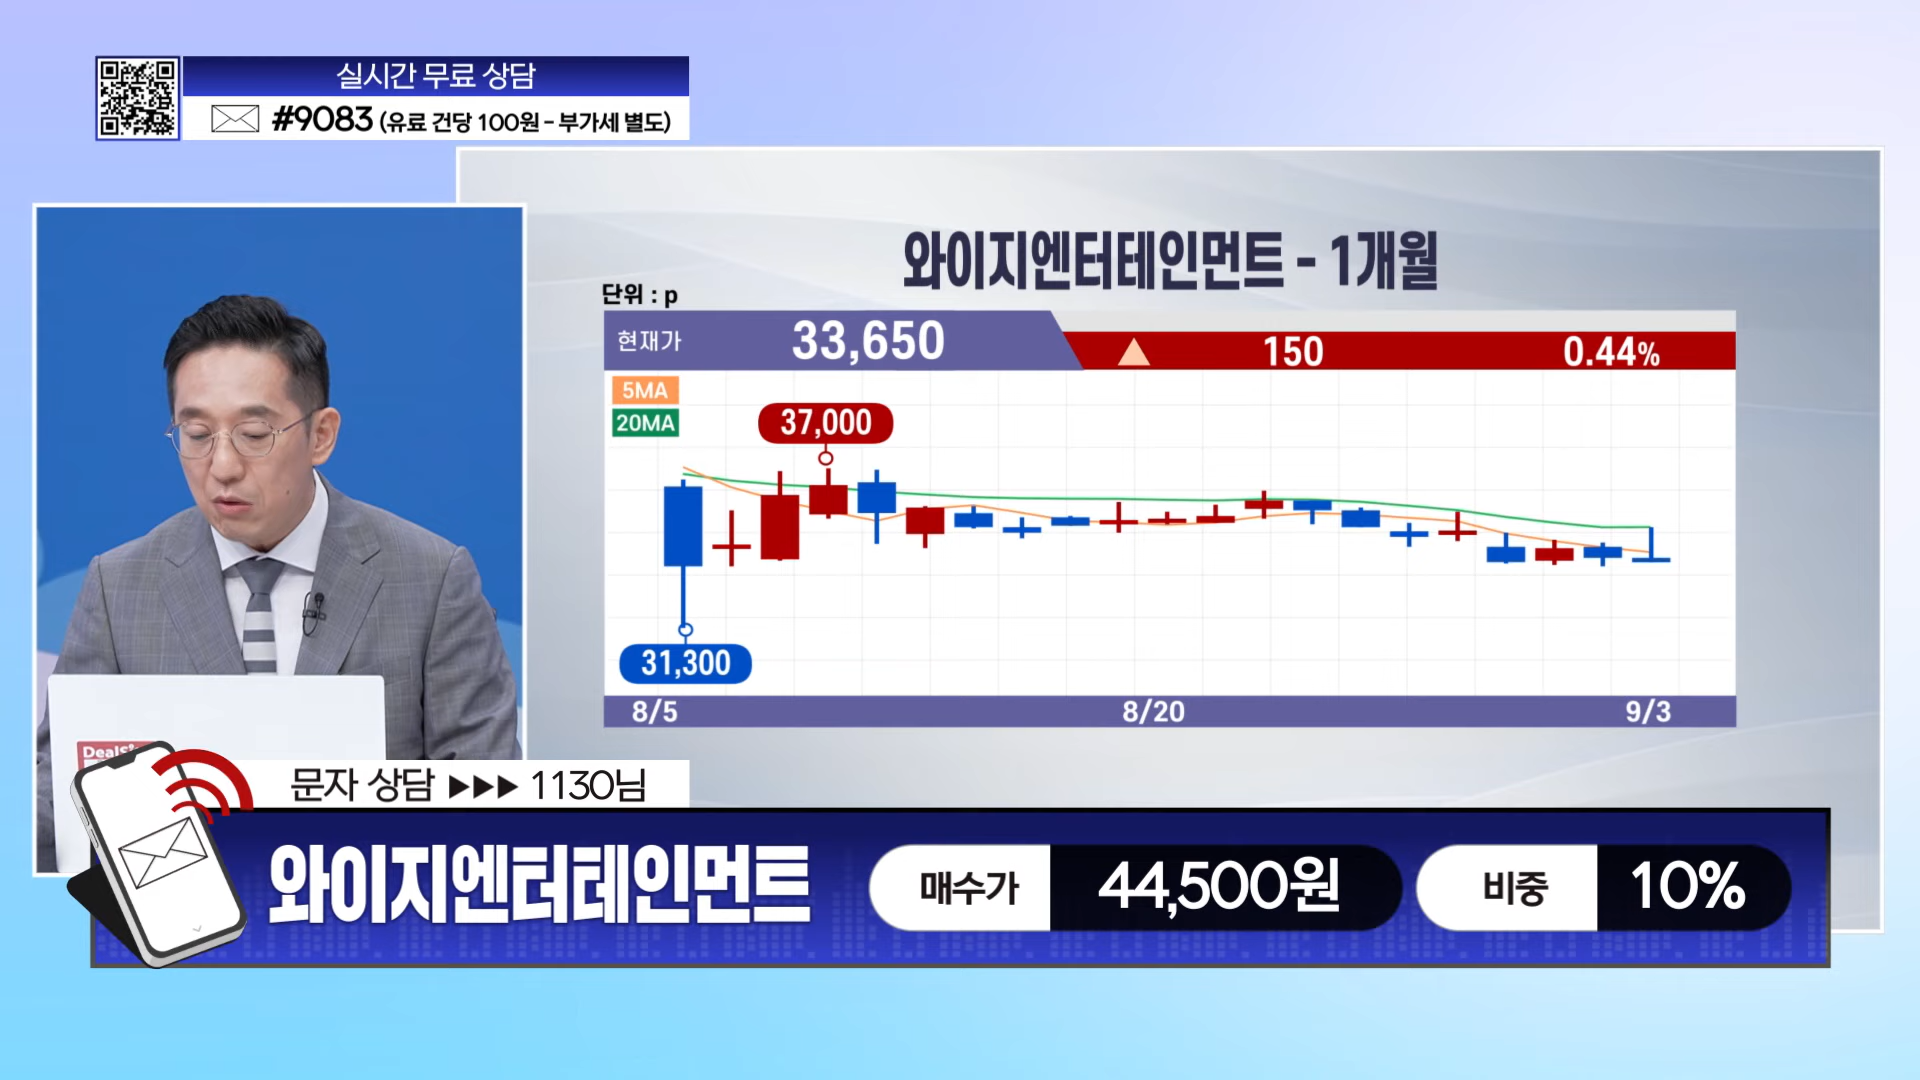 실시간 무료 상담
#9083 (유료 건당 100원 - 부가세 별도)
와이지엔터테인먼트 - 1개월
단위 : p
현재가 33,650 150 0.44%
5MA
20MA
37,000
31,300
8/5 8/20 9/3
문자 상담 ▶▶▶ 1130님
와이지엔터테인먼트 매수가 44,500원 비중 10%